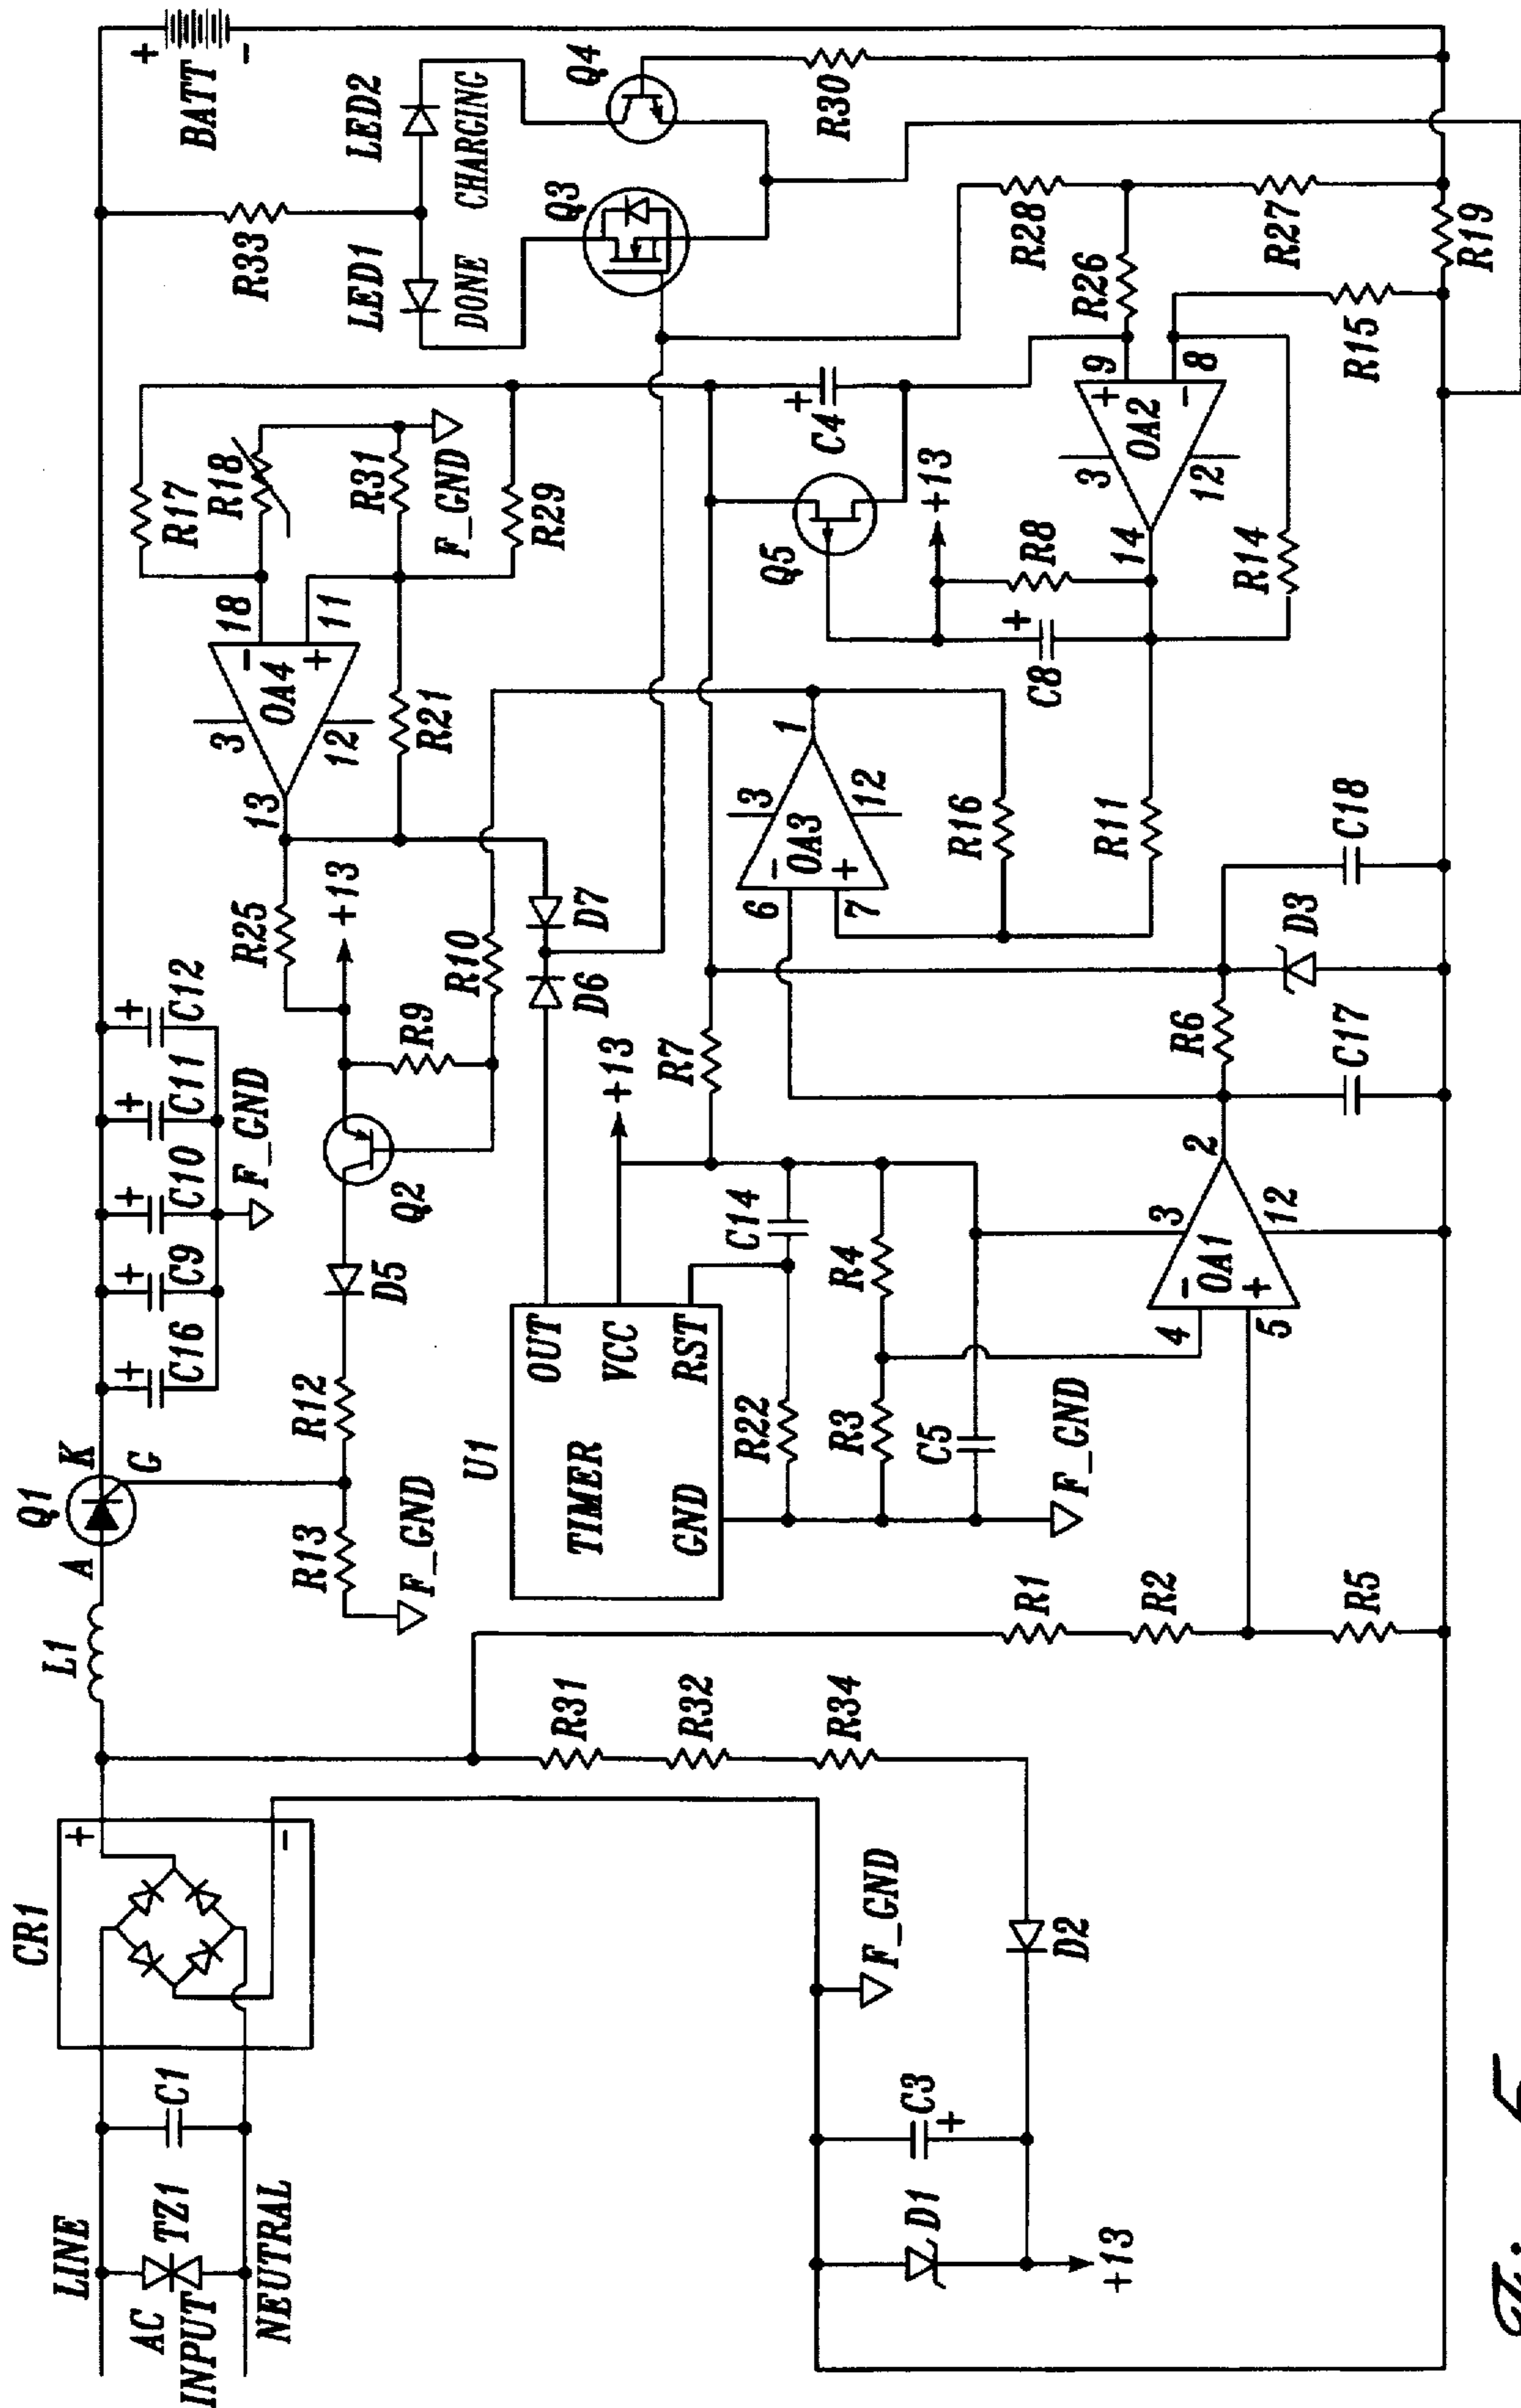 LINE
AC
INPUT
TZ1
NEUTRAL
C1
CR1
+
-
L1
A
Q1
K
G
C16
+
C9
+
C10
+
C11
+
C12
+
F_GND
BATT
+
-
R13
F_GND
R12
D5
Q2
R9
+13
R25
R10
13
3
OA4
12
-
+
18
11
R21
R17
R18
R31
F_GND
R29
R33
LED1
DONE
LED2
CHARGING
Q3
Q4
R30
D6
D7
U1
TIMER
OUT
VCC
RST
GND
+13
R7
R22
C14
R3
R4
C5
F_GND
R31
R32
R34
R1
R2
R5
4
5
-
+
OA1
3
12
2
R6
C17
D3
C18
6
7
-
+
OA3
3
12
1
R16
R11
C8
+
R8
+13
Q5
C4
+
14
3
OA2
12
+
-
9
8
R14
R15
R26
R28
R27
R19
F_GND
D2
C3
+
D1
+13
Fig. 5